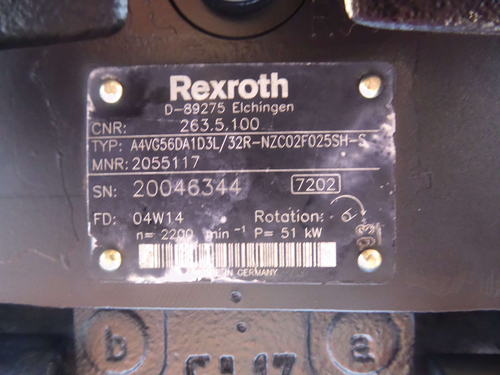 Rexroth
D-89275 Elchingen
CNR: 263.5.100
TYP: A4VG56DA1D3L/32R-NZC02F025SH-S
MNR: 2055117
SN: 20046344 7202
FD: 04W14 Rotation:
n= 2200 min⁻¹ P= 51 kW
MADE IN GERMANY
b a